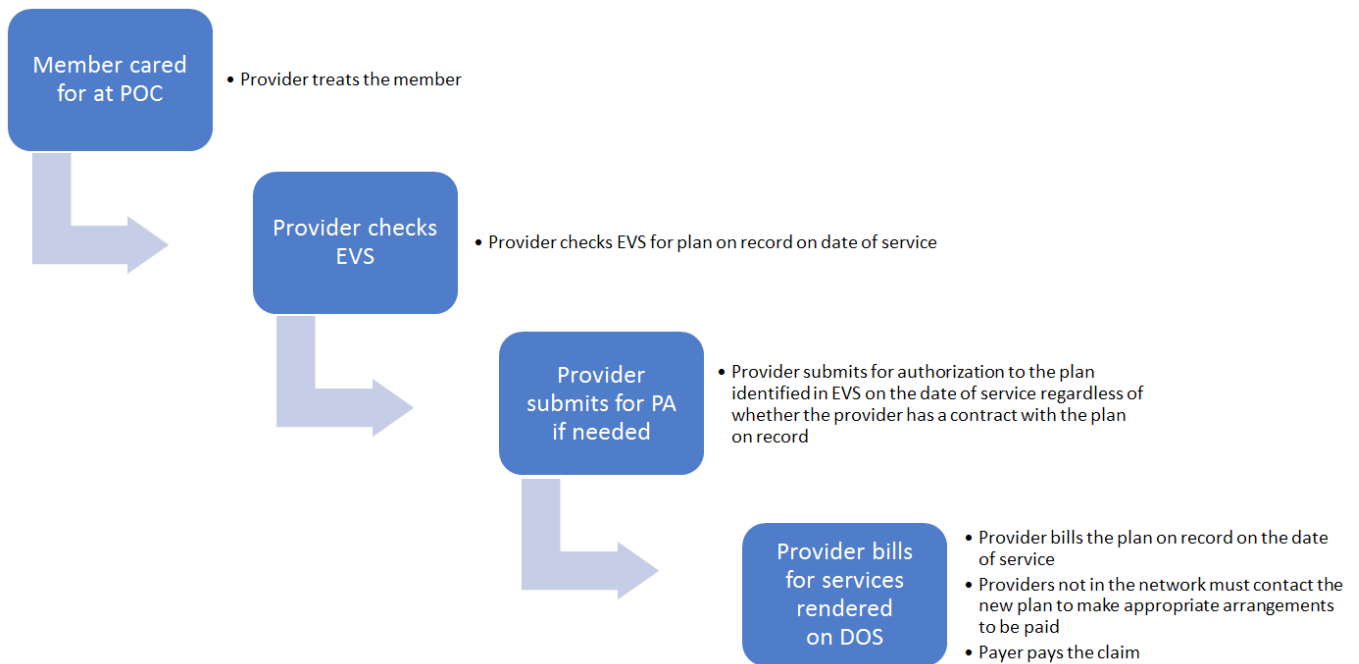 Member cared
for at POC
• Provider treats the member
Provider checks
EVS
• Provider checks EVS for plan on record on date of service
Provider
submits for PA
if needed
• Provider submits for authorization to the plan
identified in EVS on the date of service regardless of
whether the provider has a contract with the plan
on record
Provider bills
for services
rendered
on DOS
• Provider bills the plan on record on the date
of service
• Providers not in the network must contact the
new plan to make appropriate arrangements
to be paid
• Payer pays the claim